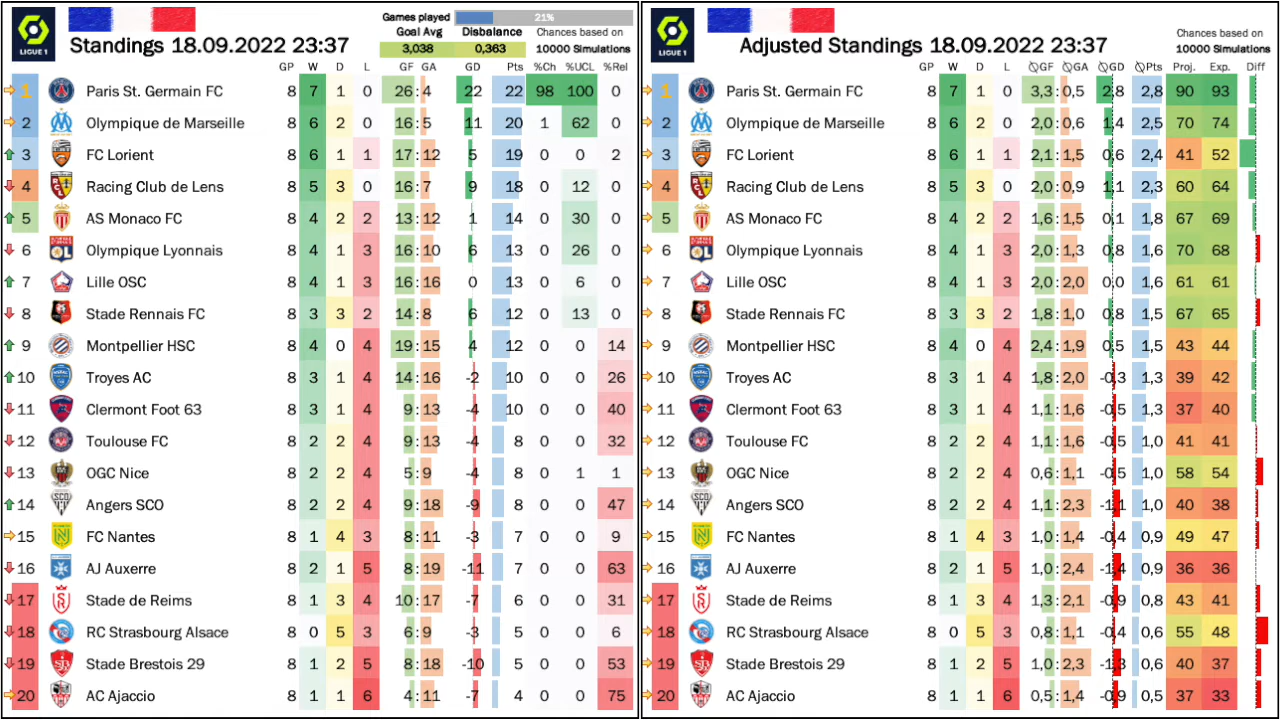 LIGUE 1
Standings 18.09.2022 23:37
Games played 21%
Goal Avg Disbalance Chances based on
3,038 0,363 10000 Simulations
GP W D L GF GA GD Pts %Ch %UCL %Rel
1 Paris St. Germain FC 8 7 1 0 26 : 4 22 22 98 100 0
2 Olympique de Marseille 8 6 2 0 16 : 5 11 20 1 62 0
3 FC Lorient 8 6 1 1 17 : 12 5 19 0 0 2
4 Racing Club de Lens 8 5 3 0 16 : 7 9 18 0 12 0
5 AS Monaco FC 8 4 2 2 13 : 12 1 14 0 30 0
6 Olympique Lyonnais 8 4 1 3 16 : 10 6 13 0 26 0
7 Lille OSC 8 4 1 3 16 : 16 0 13 0 6 0
8 Stade Rennais FC 8 3 3 2 14 : 8 6 12 0 13 0
9 Montpellier HSC 8 4 0 4 19 : 15 4 12 0 0 14
10 Troyes AC 8 3 1 4 14 : 16 -2 10 0 0 26
11 Clermont Foot 63 8 3 1 4 9 : 13 -4 10 0 0 40
12 Toulouse FC 8 2 2 4 9 : 13 -4 8 0 0 32
13 OGC Nice 8 2 2 4 5 : 9 -4 8 0 1 1
14 Angers SCO 8 2 2 4 9 : 18 -9 8 0 0 47
15 FC Nantes 8 1 4 3 8 : 11 -3 7 0 0 9
16 AJ Auxerre 8 2 1 5 8 : 19 -11 7 0 0 63
17 Stade de Reims 8 1 3 4 10 : 17 -7 6 0 0 31
18 RC Strasbourg Alsace 8 0 5 3 6 : 9 -3 5 0 0 6
19 Stade Brestois 29 8 1 2 5 8 : 18 -10 5 0 0 53
20 AC Ajaccio 8 1 1 6 4 : 11 -7 4 0 0 75
LIGUE 1
Adjusted Standings 18.09.2022 23:37
Chances based on
10000 Simulations
GP W D L ∅GF ∅GA ∅GD ∅Pts Proj. Exp. Diff
1 Paris St. Germain FC 8 7 1 0 3,3 : 0,5 2,8 2,8 90 93
2 Olympique de Marseille 8 6 2 0 2,0 : 0,6 1,4 2,5 70 74
3 FC Lorient 8 6 1 1 2,1 : 1,5 0,6 2,4 41 52
4 Racing Club de Lens 8 5 3 0 2,0 : 0,9 1,1 2,3 60 64
5 AS Monaco FC 8 4 2 2 1,6 : 1,5 0,1 1,8 67 69
6 Olympique Lyonnais 8 4 1 3 2,0 : 1,3 0,8 1,6 70 68
7 Lille OSC 8 4 1 3 2,0 : 2,0 0,0 1,6 61 61
8 Stade Rennais FC 8 3 3 2 1,8 : 1,0 0,8 1,5 67 65
9 Montpellier HSC 8 4 0 4 2,4 : 1,9 0,5 1,5 43 44
10 Troyes AC 8 3 1 4 1,8 : 2,0 -0,3 1,3 39 42
11 Clermont Foot 63 8 3 1 4 1,1 : 1,6 -0,5 1,3 37 40
12 Toulouse FC 8 2 2 4 1,1 : 1,6 -0,5 1,0 41 41
13 OGC Nice 8 2 2 4 0,6 : 1,1 -0,5 1,0 58 54
14 Angers SCO 8 2 2 4 1,1 : 2,3 -1,1 1,0 40 38
15 FC Nantes 8 1 4 3 1,0 : 1,4 -0,4 0,9 49 47
16 AJ Auxerre 8 2 1 5 1,0 : 2,4 -1,4 0,9 36 36
17 Stade de Reims 8 1 3 4 1,3 : 2,1 -0,9 0,8 43 41
18 RC Strasbourg Alsace 8 0 5 3 0,8 : 1,1 -0,4 0,6 55 48
19 Stade Brestois 29 8 1 2 5 1,0 : 2,3 -1,3 0,6 40 37
20 AC Ajaccio 8 1 1 6 0,5 : 1,4 -0,9 0,5 37 33